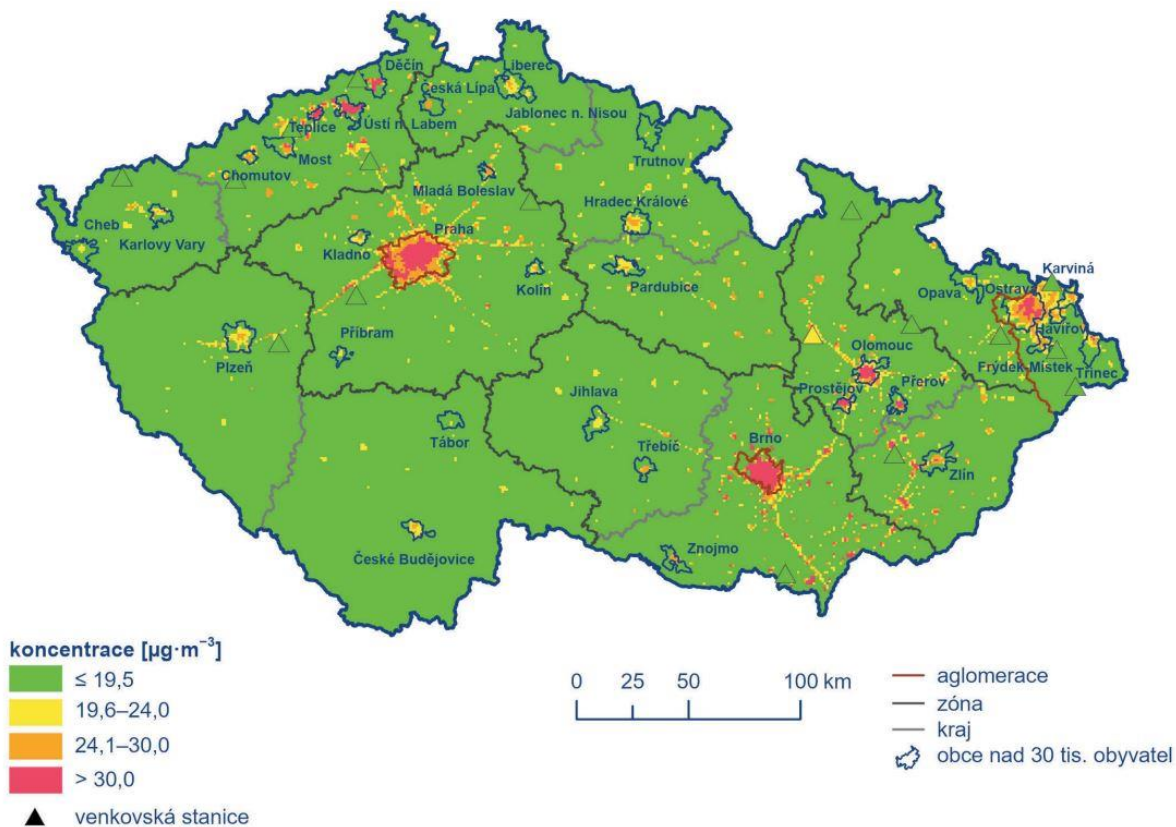 Děčín
Liberec
Česká Lípa
Jablonec n. Nisou
Teplice
Ústí n. Labem
Most
Chomutov
Trutnov
Mladá Boleslav
Hradec Králové
Cheb
Karlovy Vary
Praha
Kladno
Kolín
Pardubice
Karviná
Opava
Ostrava
Havířov
Příbram
Plzeň
Olomouc
Frýdek-Místek
Třinec
Prostějov
Přerov
Jihlava
Tábor
Třebíč
Brno
Zlín
České Budějovice
Znojmo
koncentrace [µg·m⁻³]
≤ 19,5
19,6–24,0
24,1–30,0
> 30,0
venkovská stanice
0 25 50 100 km
aglomerace
zóna
kraj
obce nad 30 tis. obyvatel